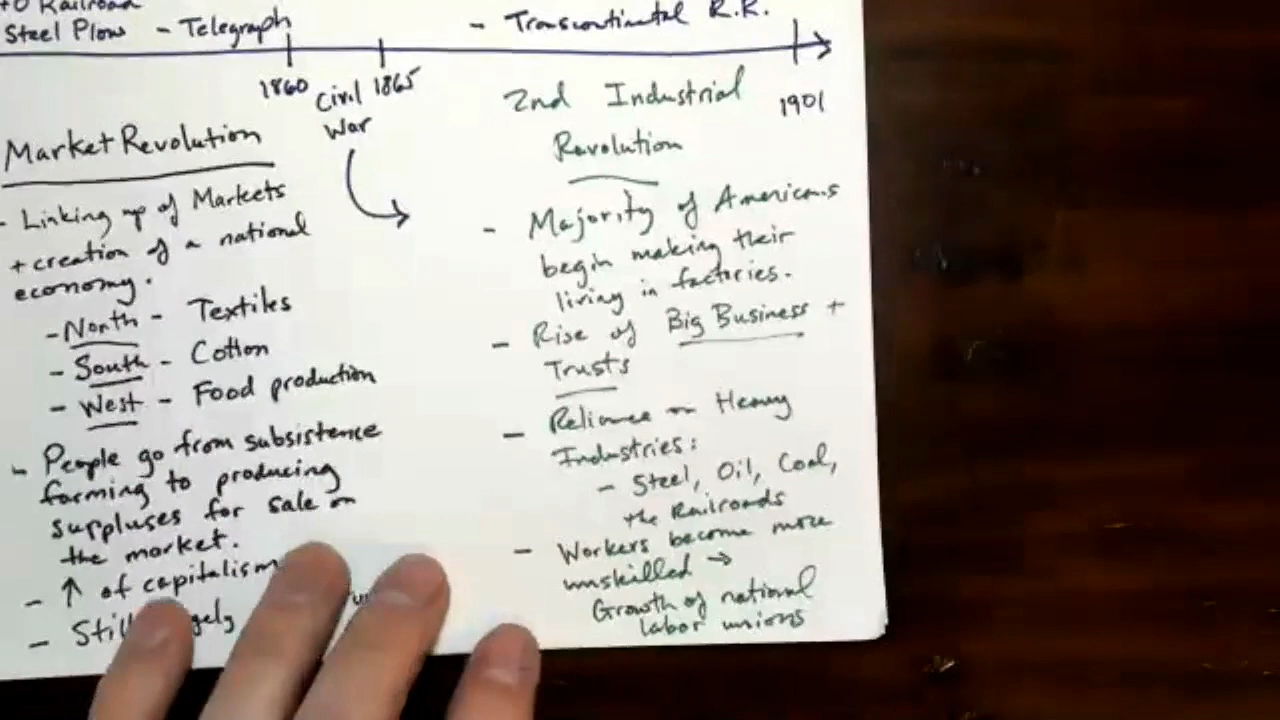 Railroad
Steel Plow - Telegraph
- Transcontinental R.R.
1860
Civil
War
1865
1901
Market Revolution
- Linking up of Markets
+ creation of a national
economy.
- North - Textiles
- South - Cotton
- West - Food production
- People go from subsistence
farming to producing
suppluses for sale on
the market.
- ↑ of capitalism
- Still
2nd Industrial
Revolution
- Majority of Americans
begin making their
living in factories.
- Rise of Big Business +
Trusts
- Reliance on Heavy
Industries:
- Steel, Oil, Coal,
the Railroads
- Workers become more
unskilled →
Growth of national
labor unions